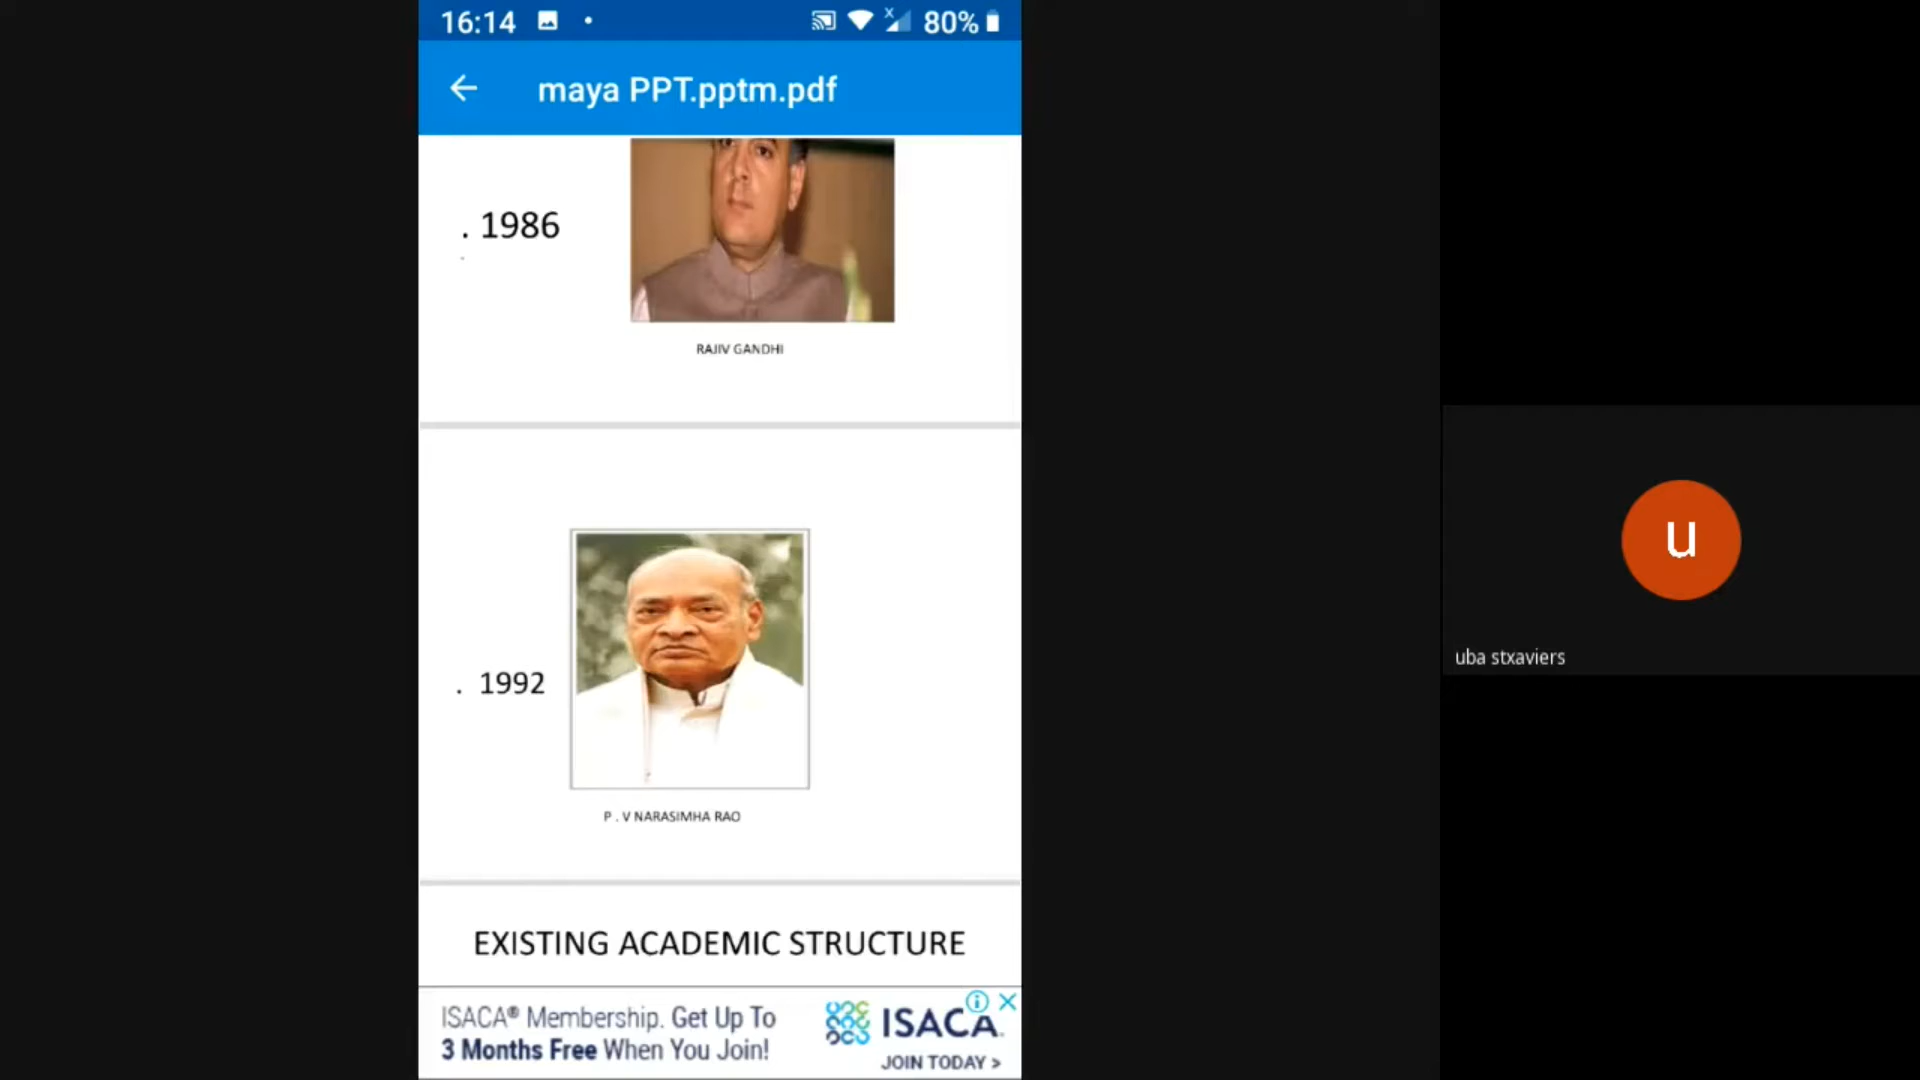 16:14
80%
maya PPT.pptm.pdf
. 1986
RAJIV GANDHI
. 1992
P . V NARASIMHA RAO
EXISTING ACADEMIC STRUCTURE
ISACA® Membership. Get Up To
3 Months Free When You Join!
ISACA.
JOIN TODAY >
u
uba stxaviers